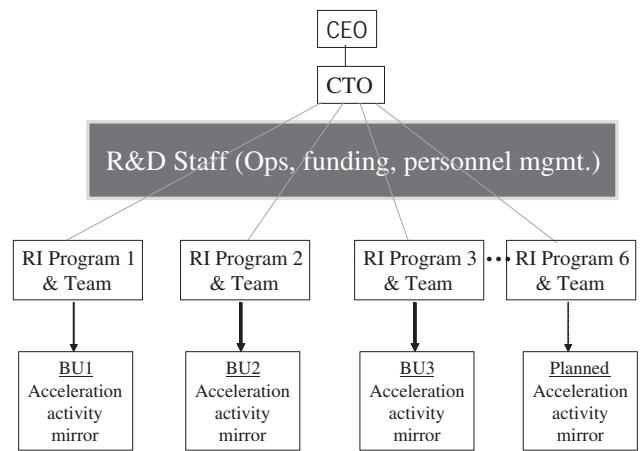 CEO
CTO
R&D Staff (Ops, funding, personnel mgmt.)
RI Program 1
& Team
RI Program 2
& Team
RI Program 3
& Team
•••
RI Program 6
& Team
BU1
Acceleration
activity
mirror
BU2
Acceleration
activity
mirror
BU3
Acceleration
activity
mirror
Planned
Acceleration
activity
mirror